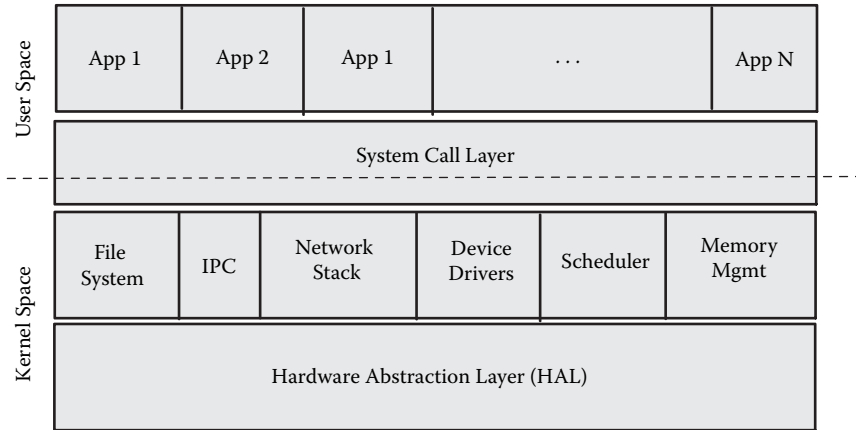 User Space
App 1
App 2
App 1
. . .
App N
System Call Layer
Kernel Space
File
System
IPC
Network
Stack
Device
Drivers
Scheduler
Memory
Mgmt
Hardware Abstraction Layer (HAL)